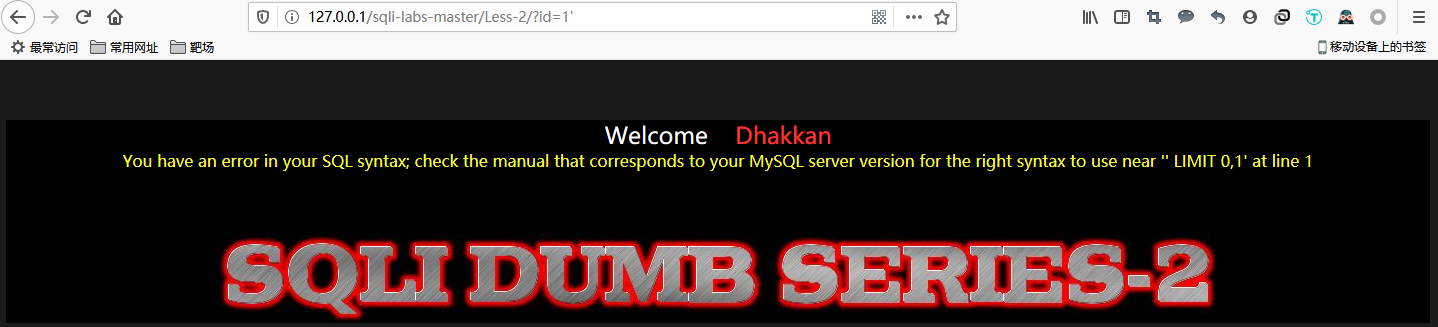 127.0.0.1/sqli-labs-master/Less-2/?id=1'
最常访问 常用网址 靶场 移动设备上的书签
Welcome Dhakkan
You have an error in your SQL syntax; check the manual that corresponds to your MySQL server version for the right syntax to use near '' LIMIT 0,1' at line 1
SQLI DUMB SERIES-2